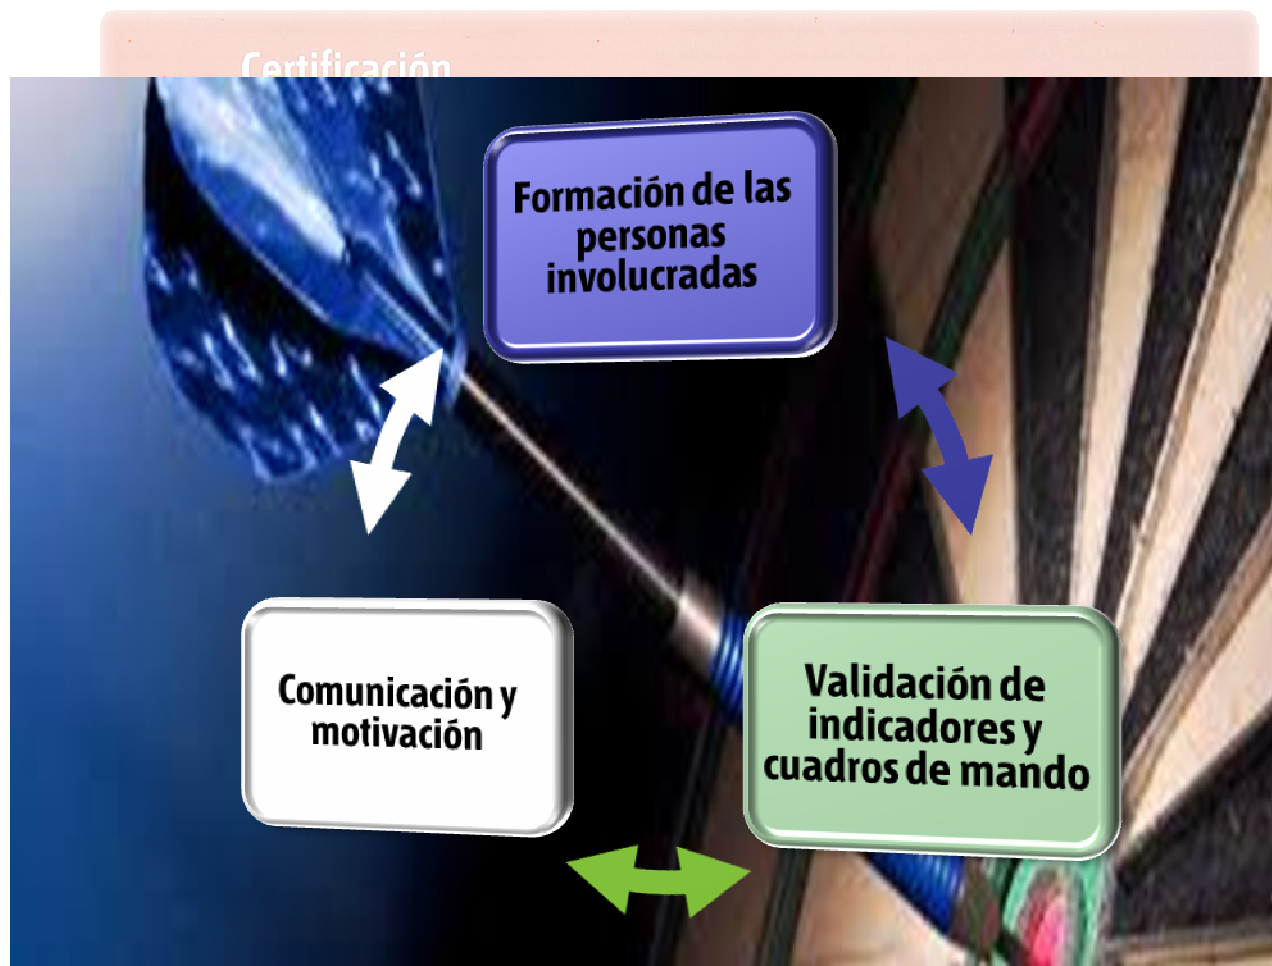 Certificación
Formación de las
personas
involucradas
Comunicación y
motivación
Validación de
indicadores y
cuadros de mando